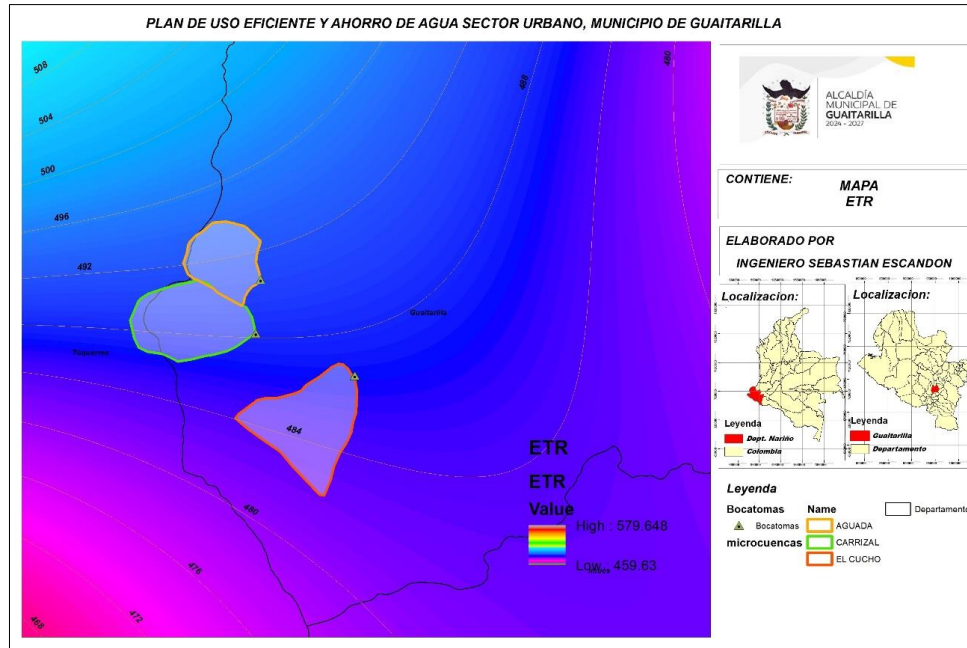 PLAN DE USO EFICIENTE Y AHORRO DE AGUA SECTOR URBANO, MUNICIPIO DE GUAITARILLA
508
504
500
496
492
488
480
Guaitarilla
Tuquerres
484
480
476
472
468
ETR
ETR
Value
High : 579.648
Low : 459.63
ALCALDÍA
MUNICIPAL DE
GUAITARILLA
2024 - 2027
CONTIENE:
MAPA
ETR
ELABORADO POR
INGENIERO SEBASTIAN ESCANDON
Localizacion:
Leyenda
Dept. Nariño
Colombia
Localizacion:
Leyenda
Guaitarilla
Departamento
Leyenda
Bocatomas
Bocatomas
microcuencas
Name
AGUADA
CARRIZAL
EL CUCHO
Departamento